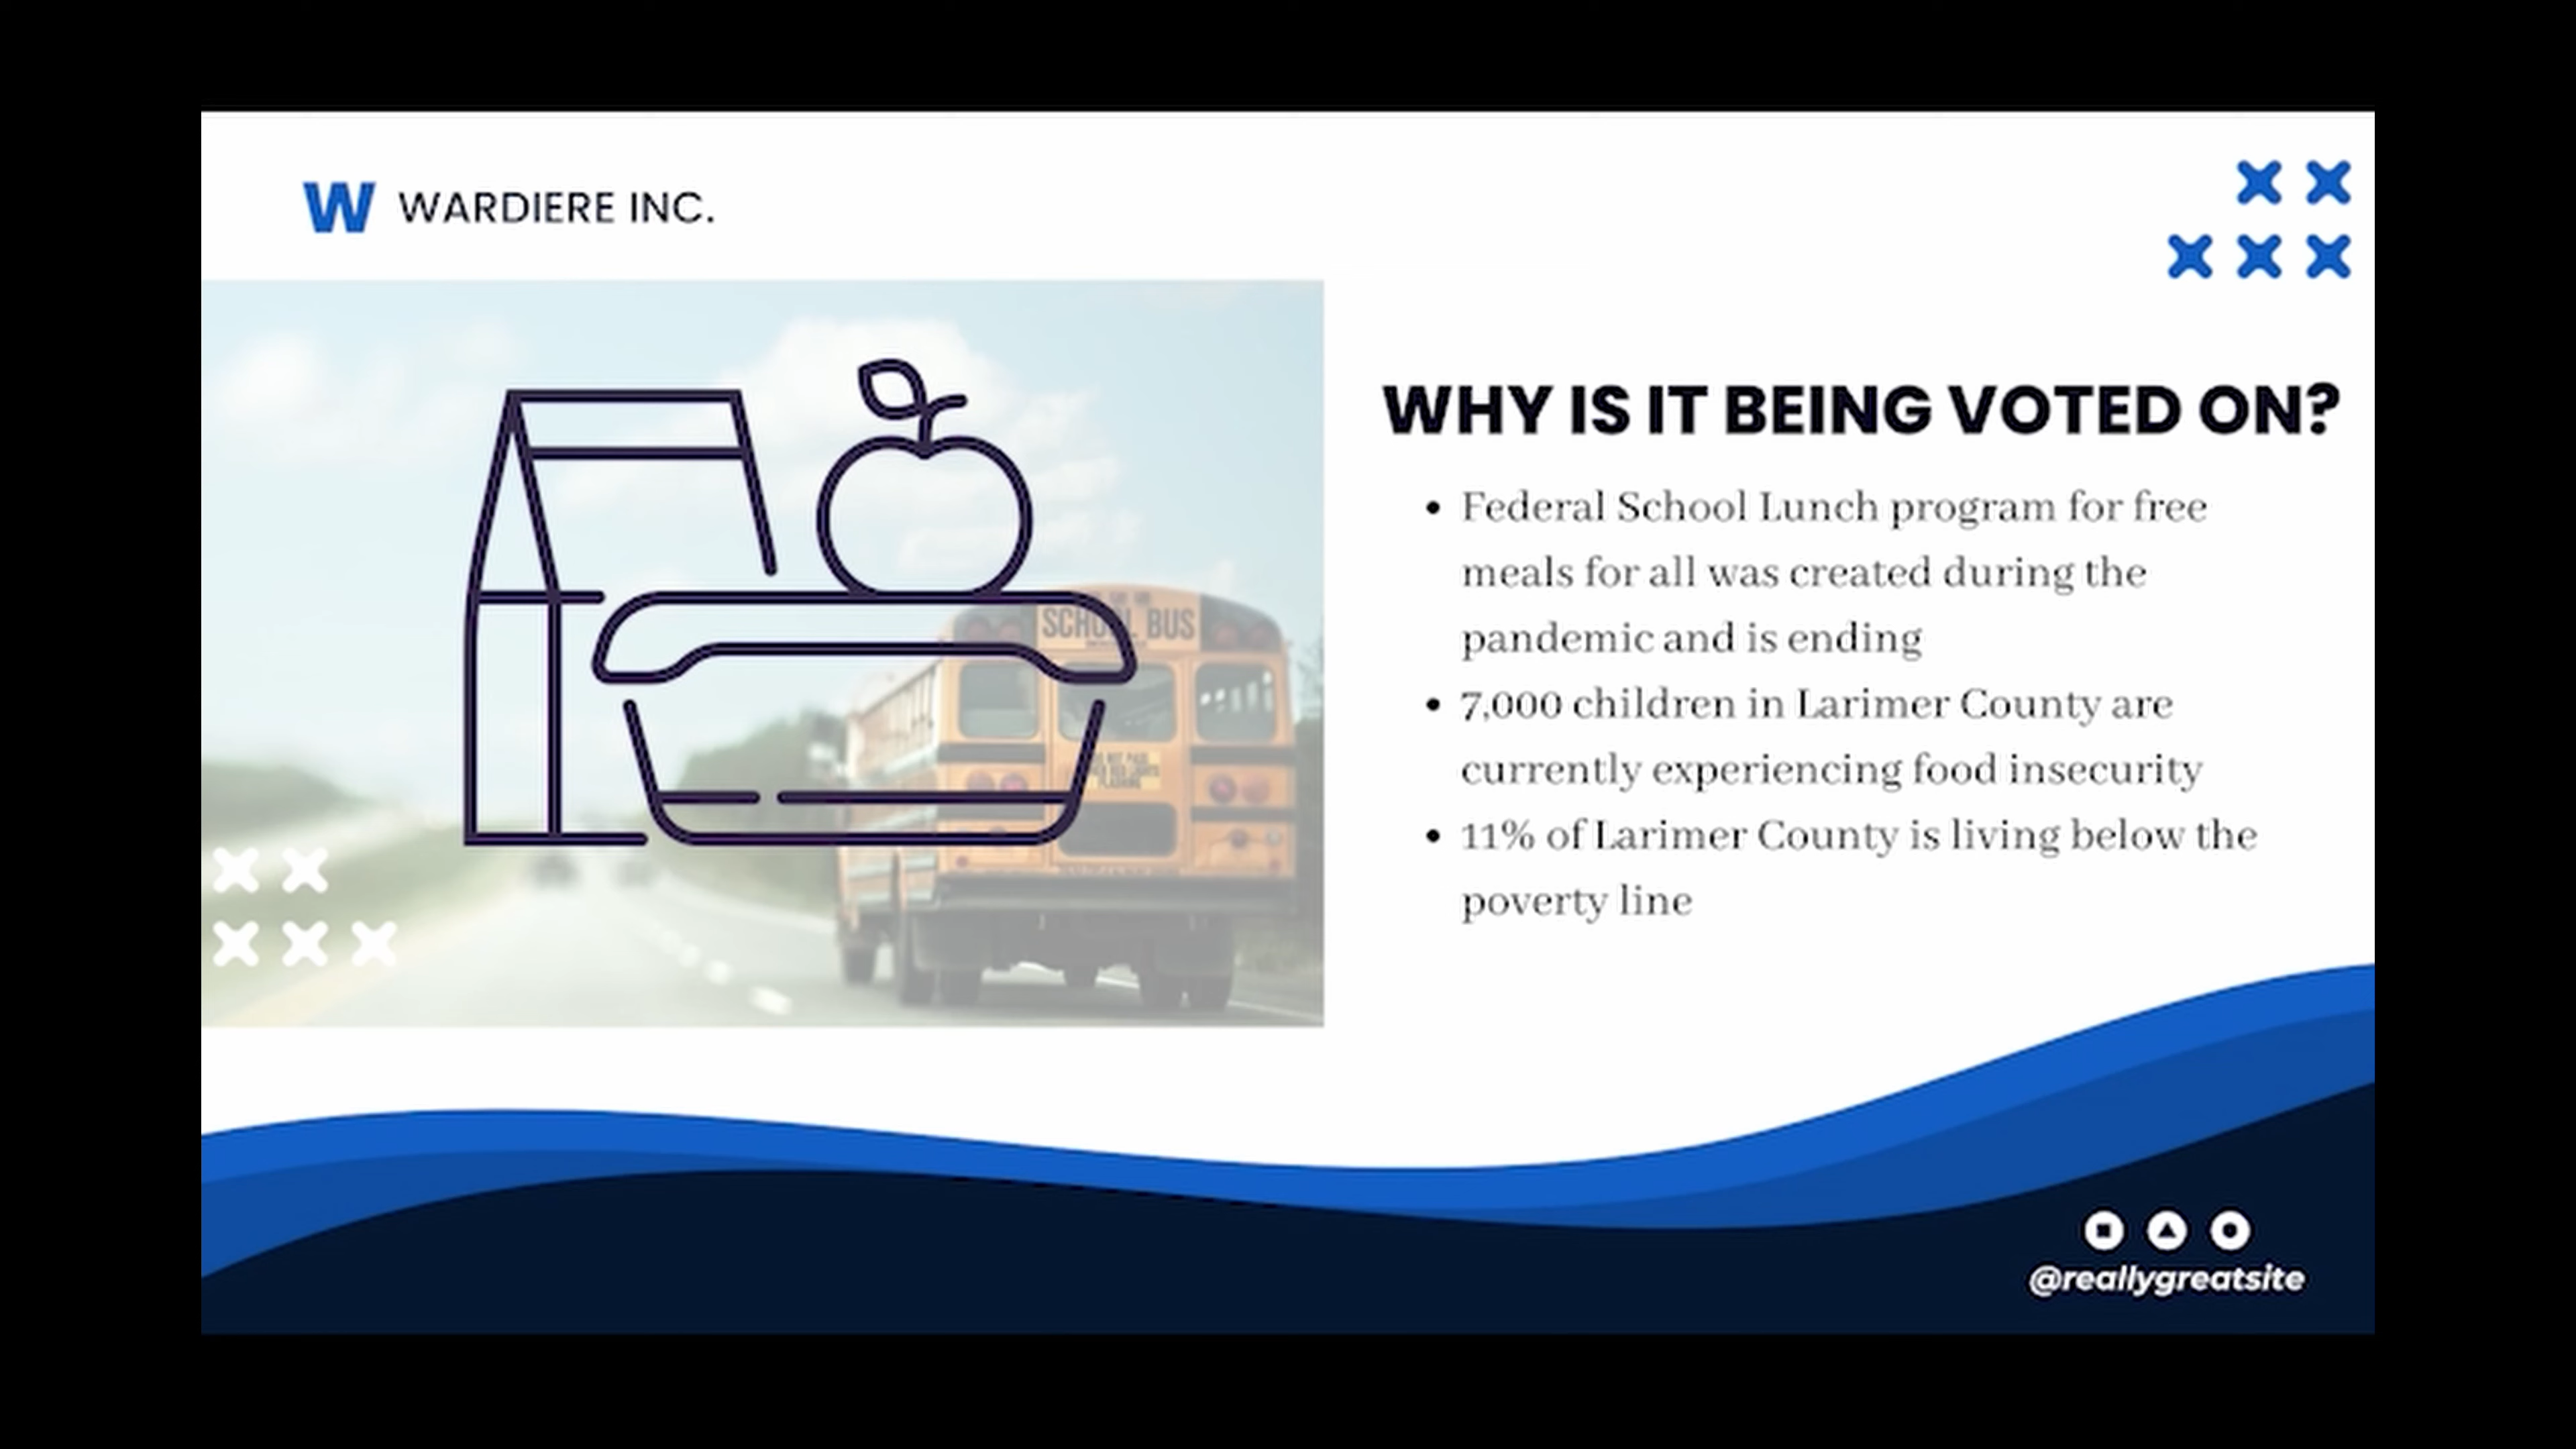 W WARDIERE INC.
SCHOOL BUS
WHY IS IT BEING VOTED ON?
• Federal School Lunch program for free
meals for all was created during the
pandemic and is ending
• 7,000 children in Larimer County are
currently experiencing food insecurity
• 11% of Larimer County is living below the
poverty line
@reallygreatsite